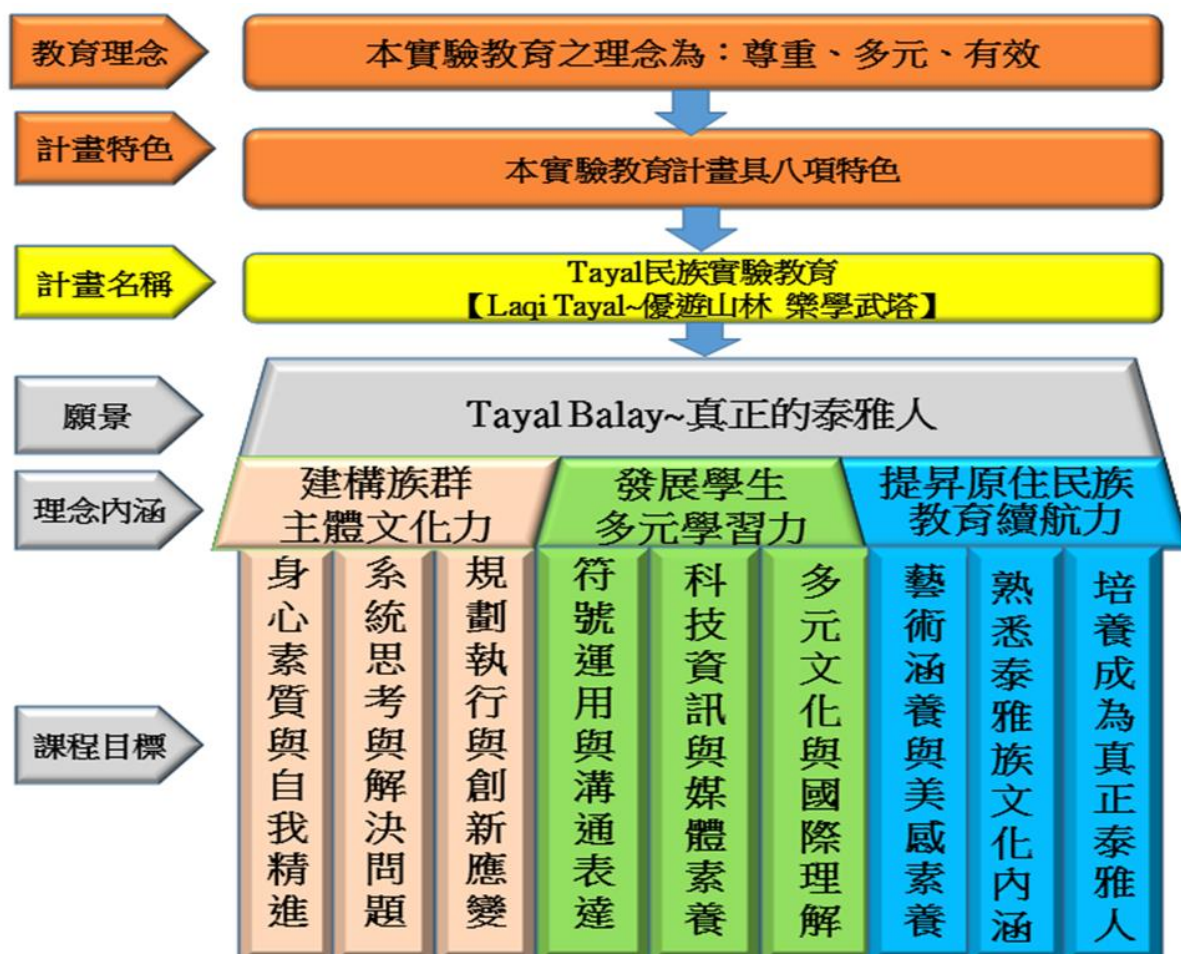 教育理念
本實驗教育之理念為：尊重、多元、有效
計畫特色
本實驗教育計畫具八項特色
計畫名稱
Tayal民族實驗教育
【Laqi Tayal~優遊山林 樂學武塔】
願景
Tayal Balay~真正的泰雅人
理念內涵
建構族群
主體文化力
發展學生
多元學習力
提昇原住民族
教育續航力
課程目標
身心素質與自我精進
系統思考與解決問題
規劃執行與創新應變
符號運用與溝通表達
科技資訊與媒體素養
多元文化與國際理解
藝術涵養與美感素養
熟悉泰雅族文化內涵
培養成為真正泰雅人